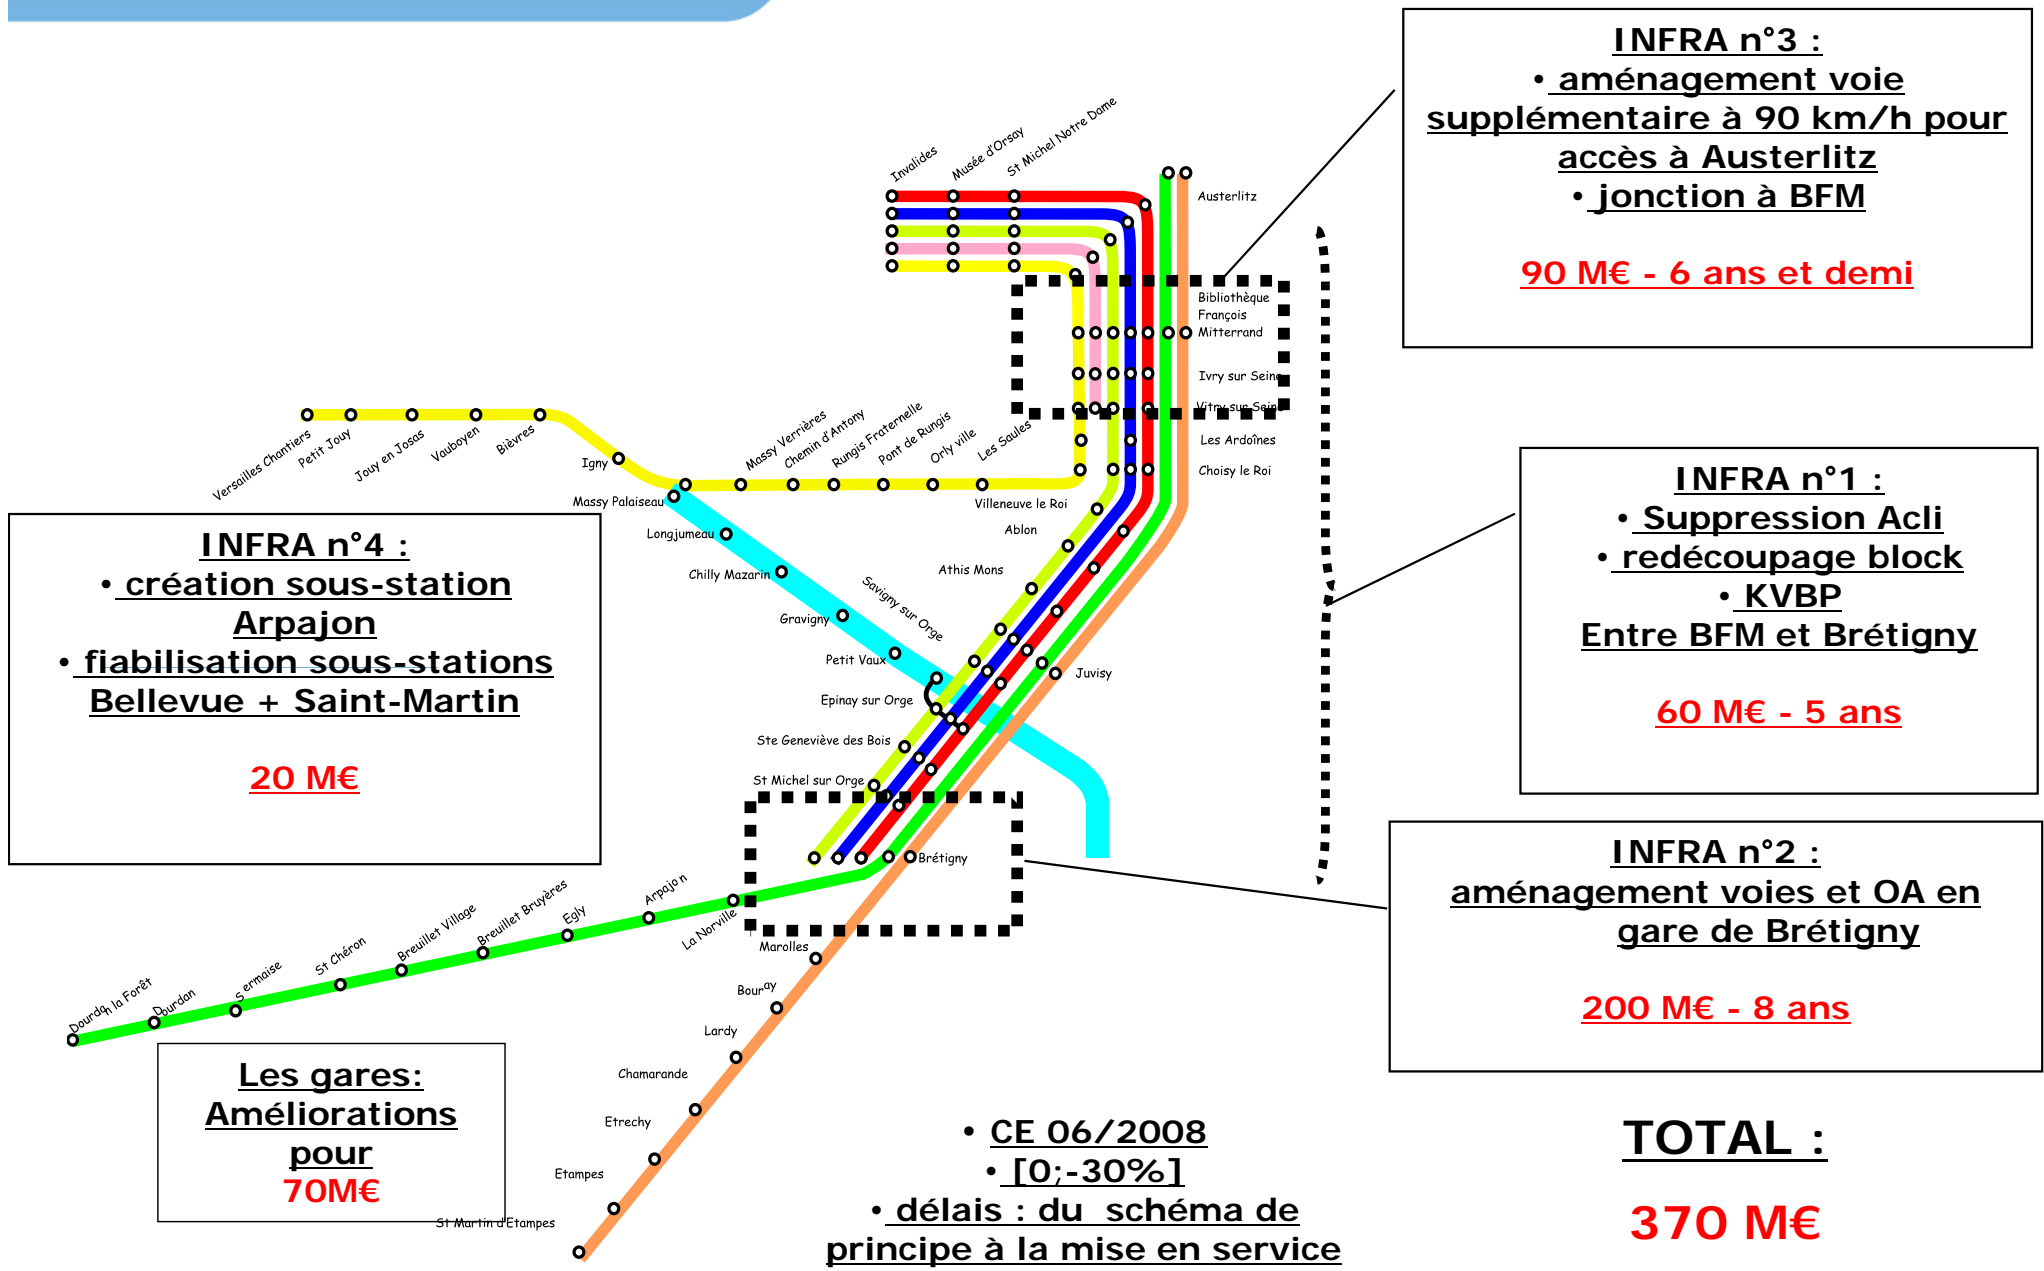 INFRA n°3 :
• aménagement voie
supplémentaire à 90 km/h pour
accès à Austerlitz
• jonction à BFM
90 M€ - 6 ans et demi
Invalides
Musée d'Orsay
St Michel Notre Dame
Austerlitz
Bibliothèque
François
Mitterrand
Ivry sur Seine
Vitry sur Seine
Les Ardoînes
Choisy le Roi
Versailles Chantiers
Petit Jouy
Jouy en Josas
Vauboyen
Bièvres
Igny
Massy Palaiseau
Massy Verrières
Chemin d'Antony
Rungis Fraternelle
Pont de Rungis
Orly ville
Les Saules
Villeneuve le Roi
Ablon
Athis Mons
Longjumeau
Chilly Mazarin
Gravigny
Petit Vaux
Savigny sur Orge
Epinay sur Orge
Juvisy
Ste Geneviève des Bois
St Michel sur Orge
Brétigny
INFRA n°1 :
• Suppression Acli
• redécoupage block
• KVBP
Entre BFM et Brétigny
60 M€ - 5 ans
INFRA n°4 :
• création sous-station
Arpajon
• fiabilisation sous-stations
Bellevue + Saint-Martin
20 M€
INFRA n°2 :
aménagement voies et OA en
gare de Brétigny
200 M€ - 8 ans
La Norville
Arpajon
Egly
Breuillet Bruyères
Breuillet Village
St Chéron
Sermaise
Dourdan
Dourdan la Forêt
Marolles
Bouray
Lardy
Chamarande
Etrechy
Etampes
St Martin d'Etampes
Les gares:
Améliorations
pour
70M€
• CE 06/2008
• [0;-30%]
• délais : du schéma de
principe à la mise en service
TOTAL :
370 M€